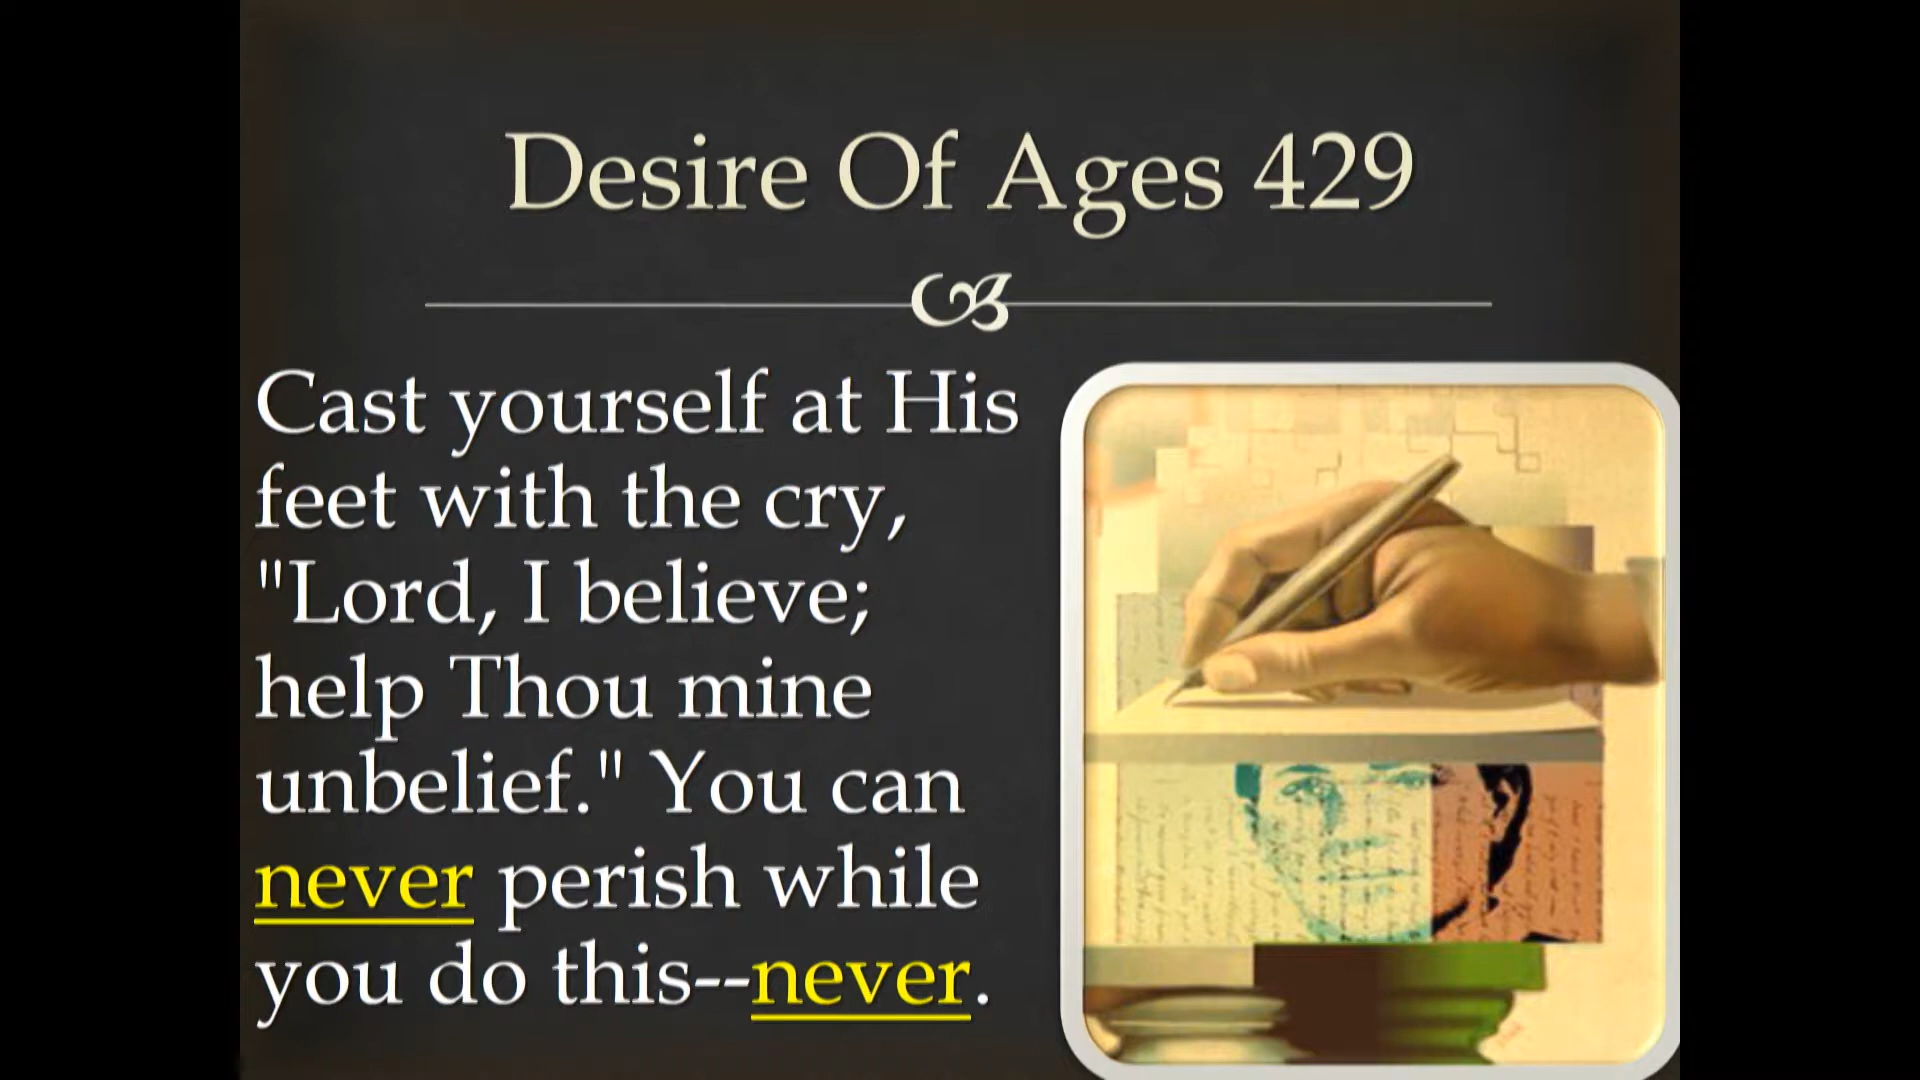 Desire Of Ages 429
Cast yourself at His
feet with the cry,
"Lord, I believe;
help Thou mine
unbelief." You can
never perish while
you do this--never.